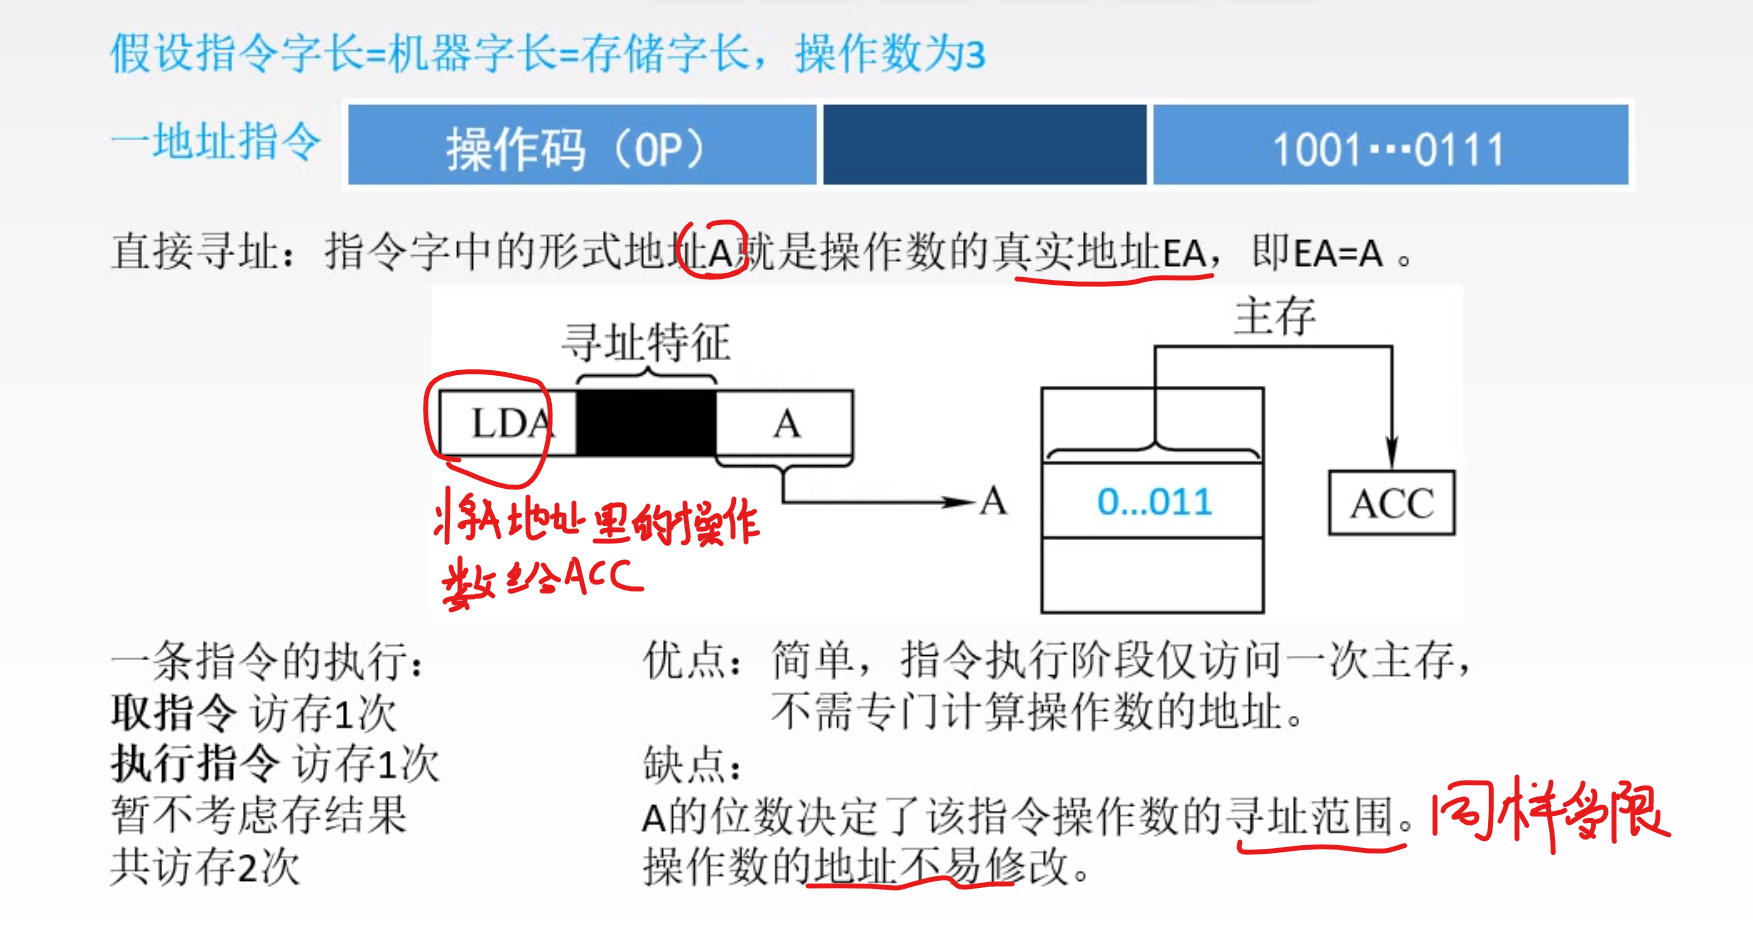 假设指令字长=机器字长=存储字长，操作数为3
一地址指令 操作码（OP） 1001…0111
直接寻址：指令字中的形式地址A就是操作数的真实地址EA，即EA=A 。
主存
寻址特征
LDA A
A 0…011 ACC
将A地址里的操作
数给ACC
一条指令的执行：
取指令 访存1次
执行指令 访存1次
暂不考虑存结果
共访存2次
优点：简单，指令执行阶段仅访问一次主存，
不需专门计算操作数的地址。
缺点：
A的位数决定了该指令操作数的寻址范围。同样受限
操作数的地址不易修改。